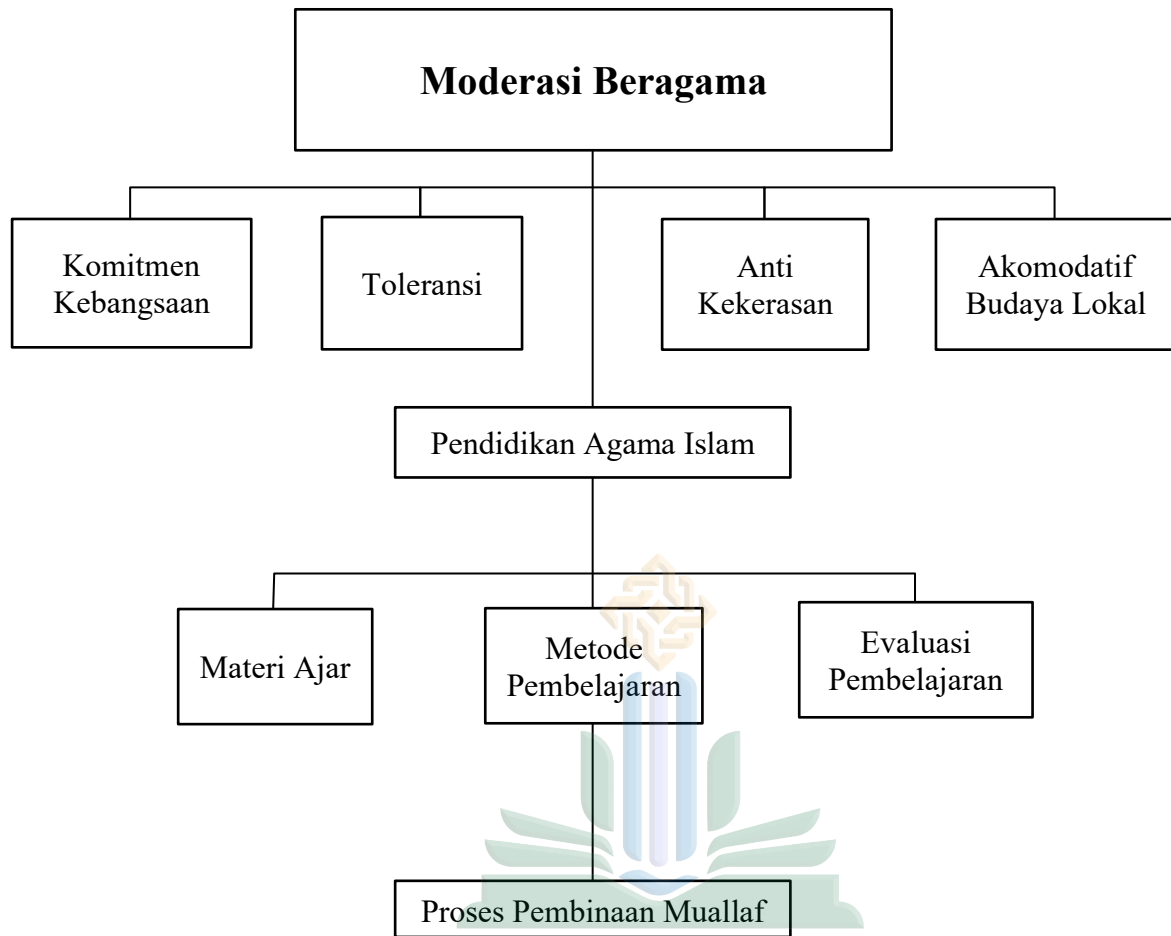 Moderasi Beragama
Komitmen
Kebangsaan
Toleransi
Anti
Kekerasan
Akomodatif
Budaya Lokal
Pendidikan Agama Islam
Materi Ajar
Metode
Pembelajaran
Evaluasi
Pembelajaran
Proses Pembinaan Muallaf